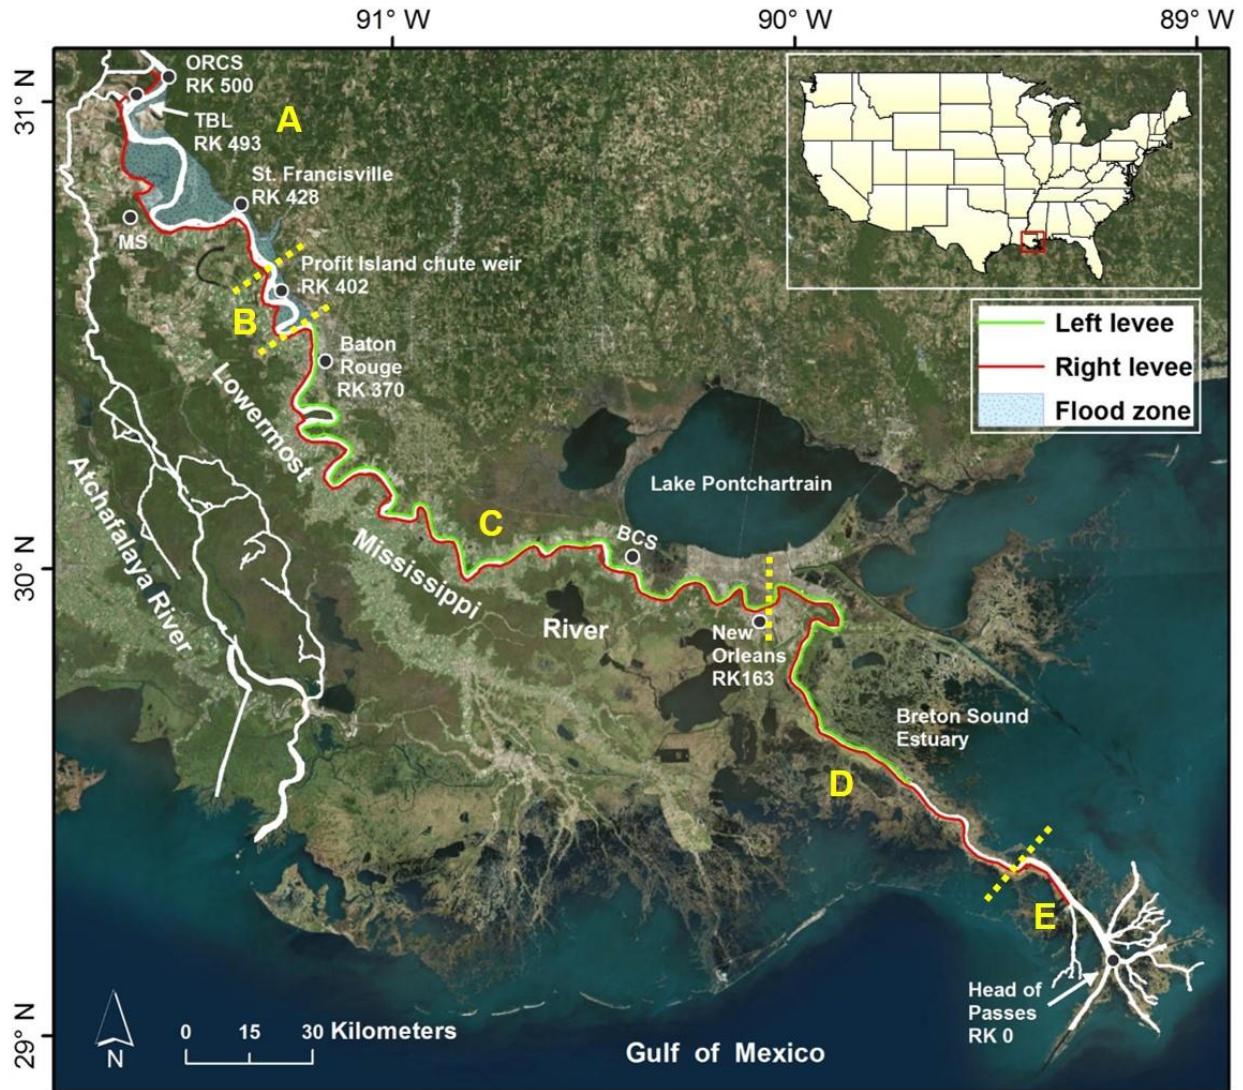 91° W
90° W
89° W
31° N
30° N
29° N
ORCS
RK 500
TBL
RK 493
A
St. Francisville
RK 428
MS
Profit Island chute weir
RK 402
B
Baton
Rouge
RK 370
Left levee
Right levee
Flood zone
Lowermost
Mississippi
River
Atchafalaya River
C
BCS
Lake Pontchartrain
New
Orleans
RK163
Breton Sound
Estuary
D
E
Head of
Passes
RK 0
N
0 15 30 Kilometers
Gulf of Mexico